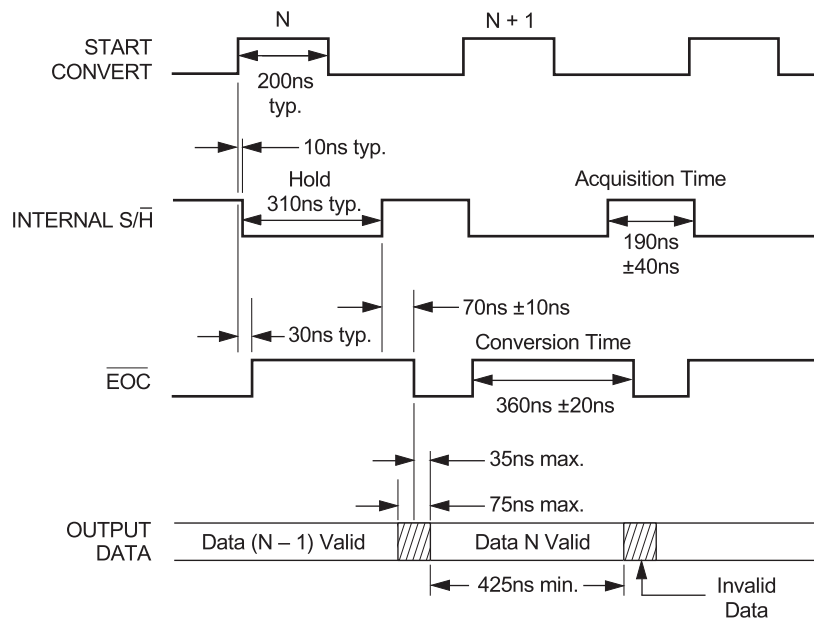 N
N + 1
START
CONVERT
200ns
typ.
10ns typ.
Hold
310ns typ.
Acquisition Time
INTERNAL S/H̅
190ns
±40ns
70ns ±10ns
30ns typ.
Conversion Time
E̅O̅C̅
360ns ±20ns
35ns max.
75ns max.
OUTPUT
DATA
Data (N – 1) Valid
Data N Valid
425ns min.
Invalid
Data